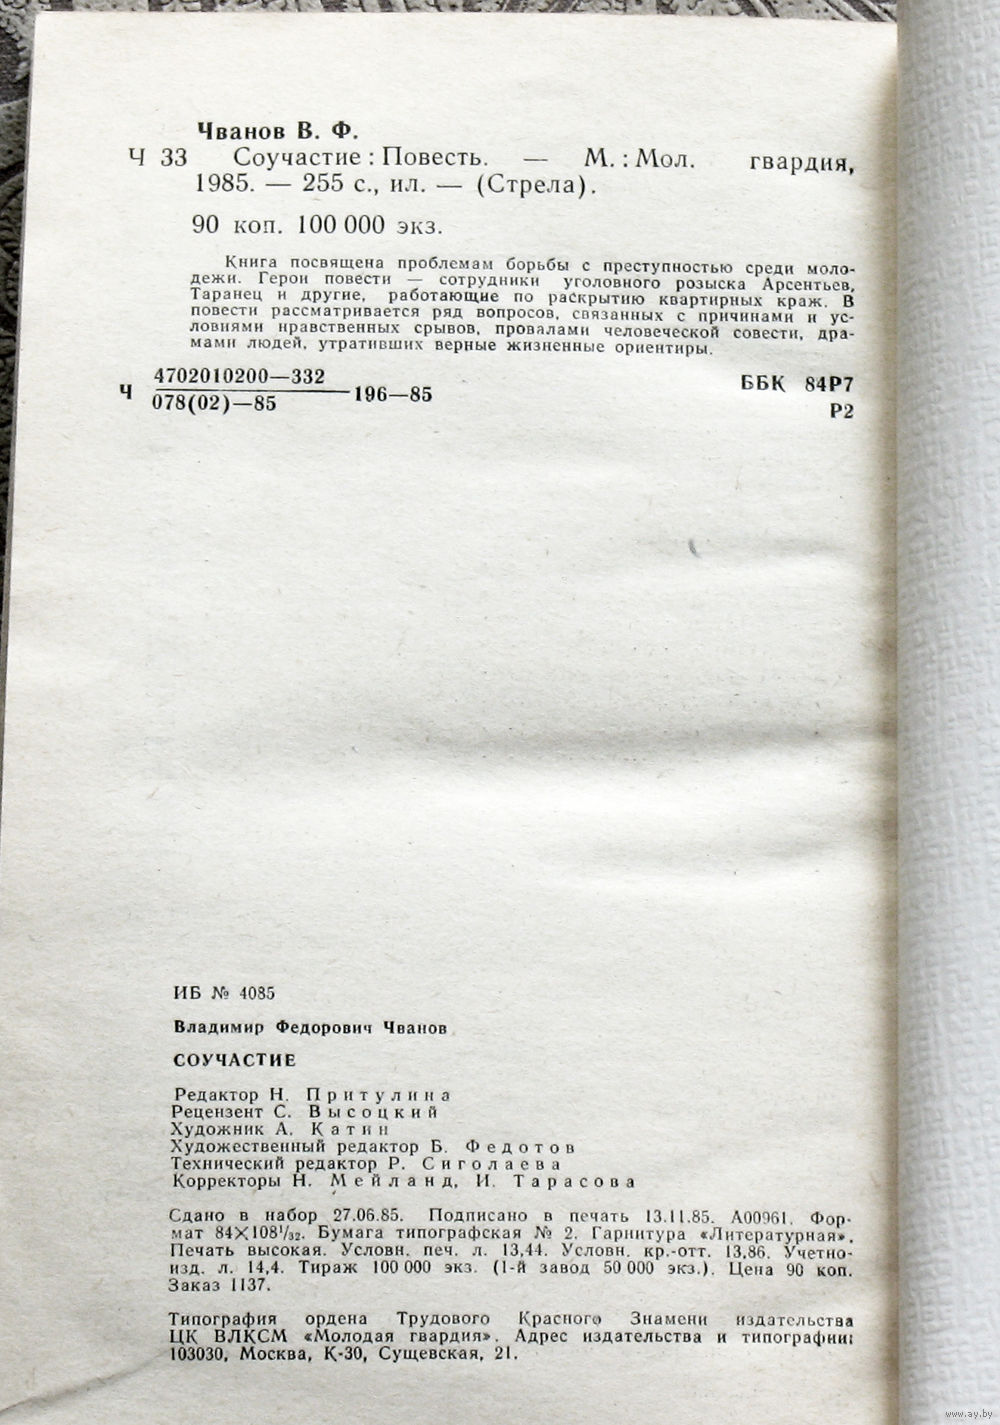 Чванов В. Ф.
Ч 33 Соучастие : Повесть. — М. : Мол. гвардия,
1985. — 255 с., ил. — (Стрела).
90 коп. 100 000 экз.
Книга посвящена проблемам борьбы с преступностью среди моло-
дежи. Герои повести — сотрудники уголовного розыска Арсентьев,
Таранец и другие, работающие по раскрытию квартирных краж. В
повести рассматривается ряд вопросов, связанных с причинами и ус-
ловиями нравственных срывов, провалами человеческой совести, дра-
мами людей, утративших верные жизненные ориентиры.
Ч 4702010200—332
078(02)—85 196—85
ББК 84Р7
Р2
ИБ № 4085
Владимир Федорович Чванов
СОУЧАСТИЕ
Редактор Н. Притулина
Рецензент С. Высоцкий
Художник А. Катин
Художественный редактор Б. Федотов
Технический редактор Р. Сиголаева
Корректоры Н. Мейланд, И. Тарасова
Сдано в набор 27.06.85. Подписано в печать 13.11.85. А00961. Фор-
мат 84×108¹/₃₂. Бумага типографская № 2. Гарнитура «Литературная».
Печать высокая. Условн. печ. л. 13,44. Условн. кр.-отт. 13,86. Учетно-
изд. л. 14,4. Тираж 100 000 экз. (1-й завод 50 000 экз.). Цена 90 коп.
Заказ 1137.
Типография ордена Трудового Красного Знамени издательства
ЦК ВЛКСМ «Молодая гвардия». Адрес издательства и типографии:
103030, Москва, К-30, Сущевская, 21.
www.ay.by